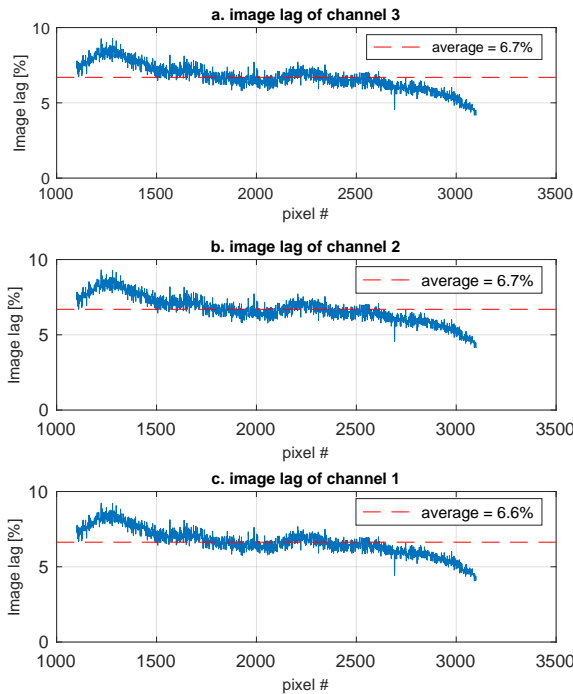 a. image lag of channel 3
average = 6.7%
Image lag [%]
10
5
0
1000 1500 2000 2500 3000 3500
pixel #
b. image lag of channel 2
average = 6.7%
Image lag [%]
10
5
0
1000 1500 2000 2500 3000 3500
pixel #
c. image lag of channel 1
average = 6.6%
Image lag [%]
10
5
0
1000 1500 2000 2500 3000 3500
pixel #